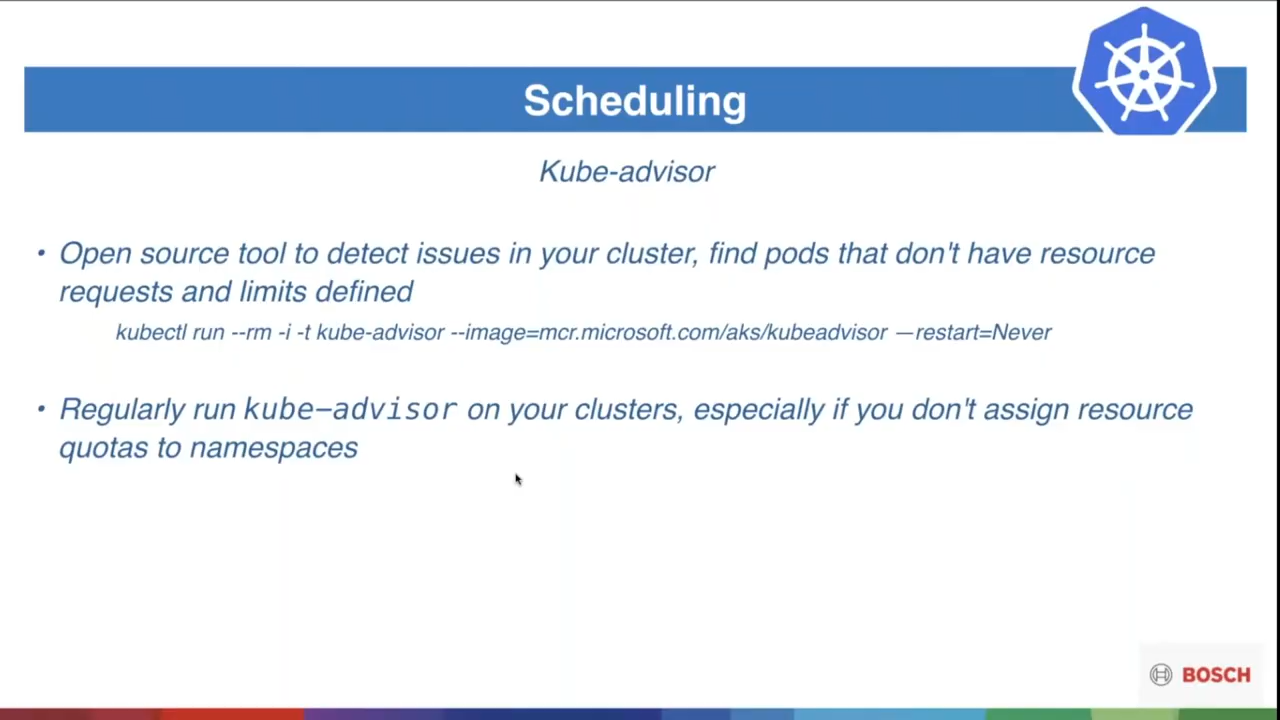 Scheduling
Kube-advisor
• Open source tool to detect issues in your cluster, find pods that don't have resource
requests and limits defined
kubectl run --rm -i -t kube-advisor --image=mcr.microsoft.com/aks/kubeadvisor —restart=Never
• Regularly run kube-advisor on your clusters, especially if you don't assign resource
quotas to namespaces
BOSCH